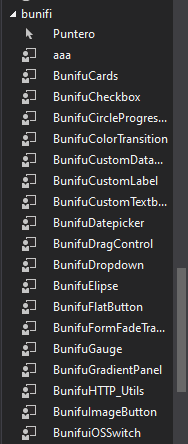 bunifi
Puntero
aaa
BunifuCards
BunifuCheckbox
BunifuCircleProgres...
BunifuColorTransition
BunifuCustomData...
BunifuCustomLabel
BunifuCustomTextb...
BunifuDatepicker
BunifuDragControl
BunifuDropdown
BunifuElipse
BunifuFlatButton
BunifuFormFadeTra...
BunifuGauge
BunifuGradientPanel
BunifuHTTP_Utils
BunifuImageButton
BunifuiOSSwitch